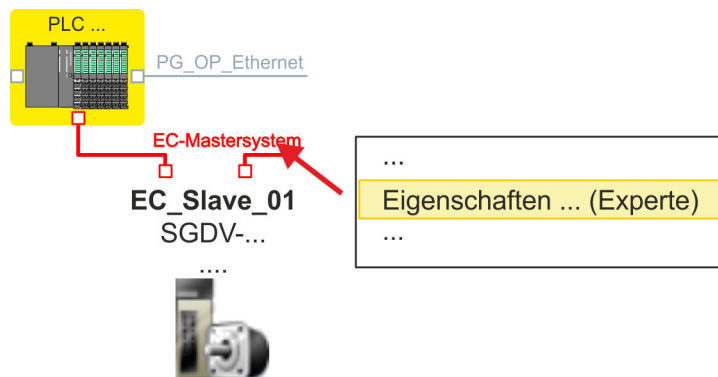 PLC ...
PG_OP_Ethernet
EC-Mastersystem
EC_Slave_01
SGDV-...
....
...
Eigenschaften ... (Experte)
...